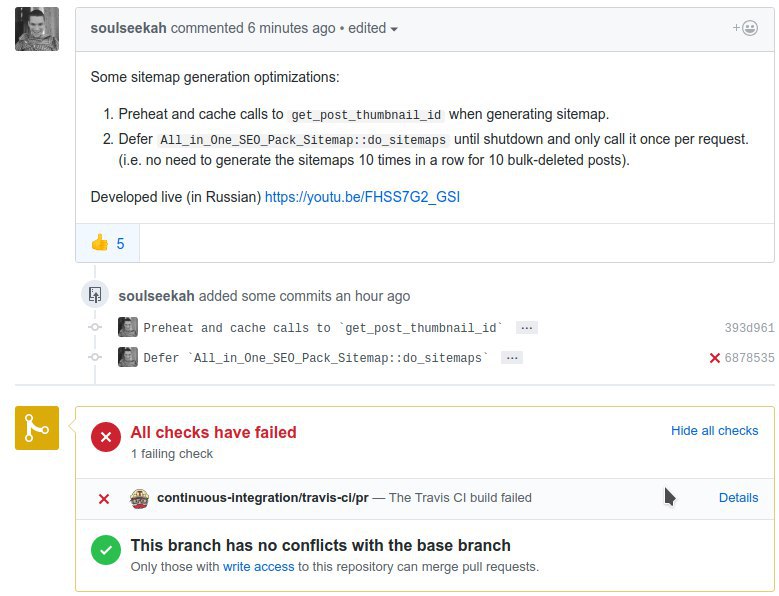 soulseekah commented 6 minutes ago • edited
Some sitemap generation optimizations:
1. Preheat and cache calls to get_post_thumbnail_id when generating sitemap.
2. Defer All_in_One_SEO_Pack_Sitemap::do_sitemaps until shutdown and only call it once per request.
(i.e. no need to generate the sitemaps 10 times in a row for 10 bulk-deleted posts).
Developed live (in Russian) https://youtu.be/FHSS7G2_GSI
5
soulseekah added some commits an hour ago
Preheat and cache calls to `get_post_thumbnail_id` ... 393d961
Defer `All_in_One_SEO_Pack_Sitemap::do_sitemaps` ... 6878535
All checks have failed Hide all checks
1 failing check
continuous-integration/travis-ci/pr — The Travis CI build failed Details
This branch has no conflicts with the base branch
Only those with write access to this repository can merge pull requests.